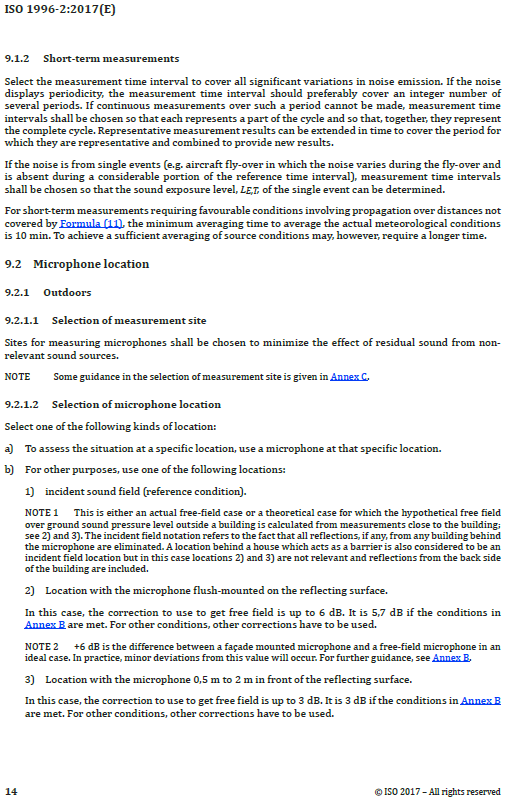 ISO 1996-2:2017(E)
9.1.2 Short-term measurements
Select the measurement time interval to cover all significant variations in noise emission. If the noise
displays periodicity, the measurement time interval should preferably cover an integer number of
several periods. If continuous measurements over such a period cannot be made, measurement time
intervals shall be chosen so that each represents a part of the cycle and so that, together, they represent
the complete cycle. Representative measurement results can be extended in time to cover the period for
which they are representative and combined to provide new results.
If the noise is from single events (e.g. aircraft fly-over in which the noise varies during the fly-over and
is absent during a considerable portion of the reference time interval), measurement time intervals
shall be chosen so that the sound exposure level, LE,T, of the single event can be determined.
For short-term measurements requiring favourable conditions involving propagation over distances not
covered by Formula (11), the minimum averaging time to average the actual meteorological conditions
is 10 min. To achieve a sufficient averaging of source conditions may, however, require a longer time.
9.2 Microphone location
9.2.1 Outdoors
9.2.1.1 Selection of measurement site
Sites for measuring microphones shall be chosen to minimize the effect of residual sound from non-
relevant sound sources.
NOTE Some guidance in the selection of measurement site is given in Annex C.
9.2.1.2 Selection of microphone location
Select one of the following kinds of location:
a) To assess the situation at a specific location, use a microphone at that specific location.
b) For other purposes, use one of the following locations:
1) incident sound field (reference condition).
NOTE 1 This is either an actual free-field case or a theoretical case for which the hypothetical free field
over ground sound pressure level outside a building is calculated from measurements close to the building;
see 2) and 3). The incident field notation refers to the fact that all reflections, if any, from any building behind
the microphone are eliminated. A location behind a house which acts as a barrier is also considered to be an
incident field location but in this case locations 2) and 3) are not relevant and reflections from the back side
of the building are included.
2) Location with the microphone flush-mounted on the reflecting surface.
In this case, the correction to use to get free field is up to 6 dB. It is 5,7 dB if the conditions in
Annex B are met. For other conditions, other corrections have to be used.
NOTE 2 +6 dB is the difference between a façade mounted microphone and a free-field microphone in an
ideal case. In practice, minor deviations from this value will occur. For further guidance, see Annex B.
3) Location with the microphone 0,5 m to 2 m in front of the reflecting surface.
In this case, the correction to use to get free field is up to 3 dB. It is 3 dB if the conditions in Annex B
are met. For other conditions, other corrections have to be used.
14
© ISO 2017 – All rights reserved